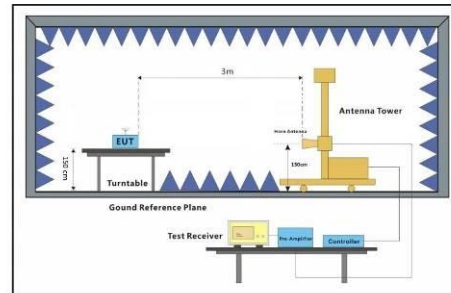 3m
Antenna Tower
Horn Antenna
EUT
150 cm
150cm
Turntable
Gound Reference Plane
Test Receiver
Pre-Amplifier
Controller